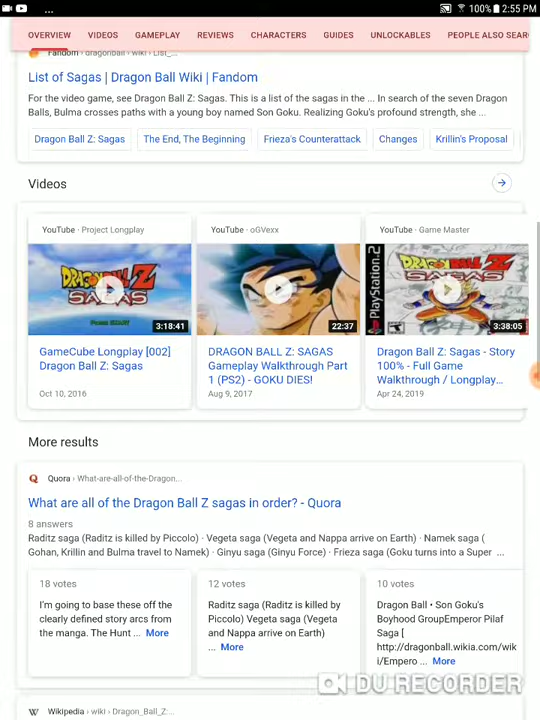 ... 100% 2:55 PM
OVERVIEW VIDEOS GAMEPLAY REVIEWS CHARACTERS GUIDES UNLOCKABLES PEOPLE ALSO SEAR
Fandom › dragonball › wiki › List_...
List of Sagas | Dragon Ball Wiki | Fandom
For the video game, see Dragon Ball Z: Sagas. This is a list of the sagas in the ... In search of the seven Dragon
Balls, Bulma crosses paths with a young boy named Son Goku. Realizing Goku's profound strength, she ...
Dragon Ball Z: Sagas The End, The Beginning Frieza's Counterattack Changes Krillin's Proposal
Videos
YouTube · Project Longplay
DRAGON BALL Z
SAGAS
Press START!
3:18:41
GameCube Longplay [002]
Dragon Ball Z: Sagas
Oct 10, 2016
YouTube · oGVexx
22:37
DRAGON BALL Z: SAGAS
Gameplay Walkthrough Part
1 (PS2) - GOKU DIES!
Aug 9, 2017
YouTube · Game Master
PlayStation.2
DRAGON BALL Z
SAGAS
3:38:05
Dragon Ball Z: Sagas - Story
100% - Full Game
Walkthrough / Longplay...
Apr 24, 2019
More results
Quora › What-are-all-of-the-Dragon...
What are all of the Dragon Ball Z sagas in order? - Quora
8 answers
Raditz saga (Raditz is killed by Piccolo) · Vegeta saga (Vegeta and Nappa arrive on Earth) · Namek saga (
Gohan, Krillin and Bulma travel to Namek) · Ginyu saga (Ginyu Force) · Frieza saga (Goku turns into a Super ...
18 votes
I'm going to base these off the
clearly defined story arcs from
the manga. The Hunt ... More
12 votes
Raditz saga (Raditz is killed by
Piccolo) Vegeta saga (Vegeta
and Nappa arrive on Earth)
... More
10 votes
Dragon Ball • Son Goku's
Boyhood GroupEmperor Pilaf
Saga [
http://dragonball.wikia.com/wik
i/Empero ... More
DU RECORDER
W Wikipedia › wiki › Dragon_Ball_Z:...